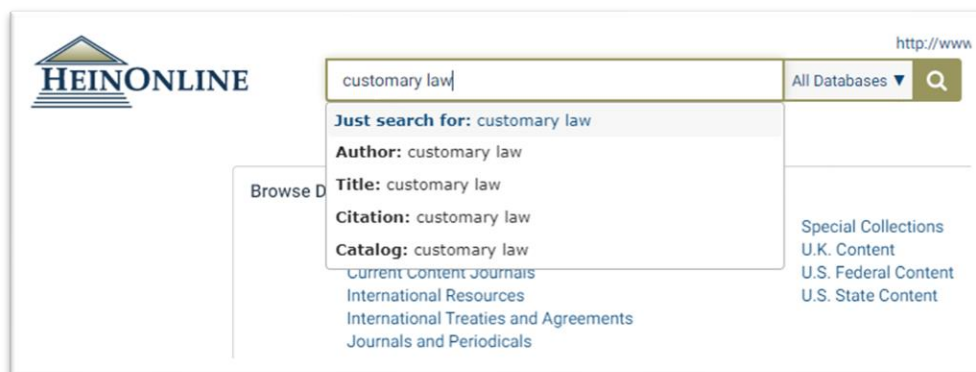 http://www
HEINONLINE
customary law
All Databases ▼
Just search for: customary law
Author: customary law
Title: customary law
Citation: customary law
Catalog: customary law
Browse D
Current Content Journals
International Resources
International Treaties and Agreements
Journals and Periodicals
Special Collections
U.K. Content
U.S. Federal Content
U.S. State Content